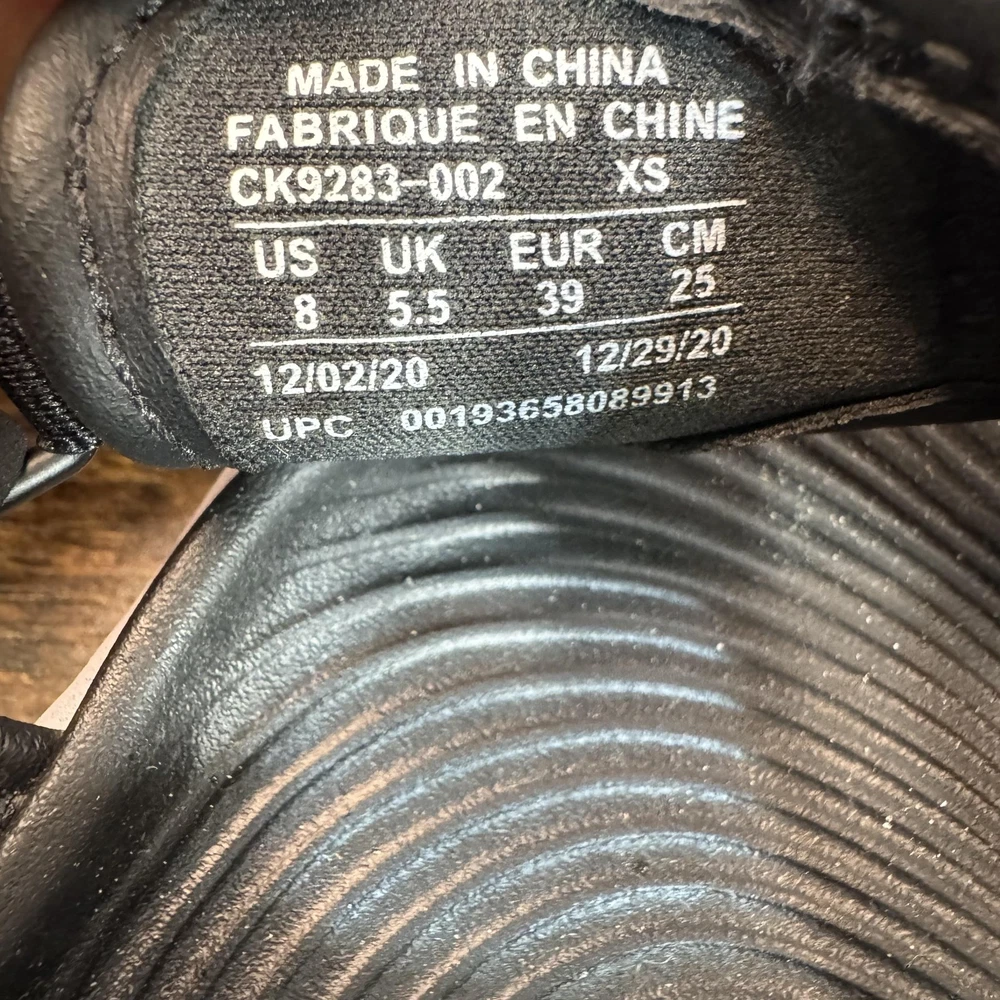 MADE IN CHINA
FABRIQUE EN CHINE
CK9283-002 XS
US UK EUR CM
8 5.5 39 25
12/02/20 12/29/20
UPC 00193658089913